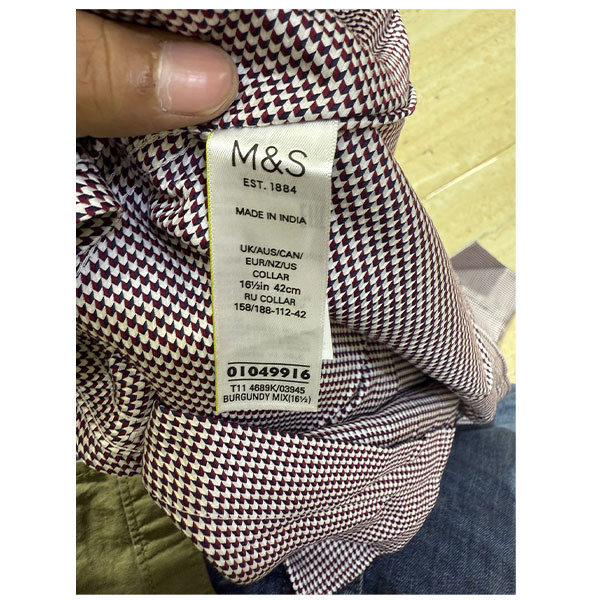 M&S
EST. 1884
MADE IN INDIA
UK/AUS/CAN/
EUR/NZ/US
COLLAR
16½in 42cm
RU COLLAR
158/188-112-42
01049916
T11 4689K/03945
BURGUNDY MIX(16½)